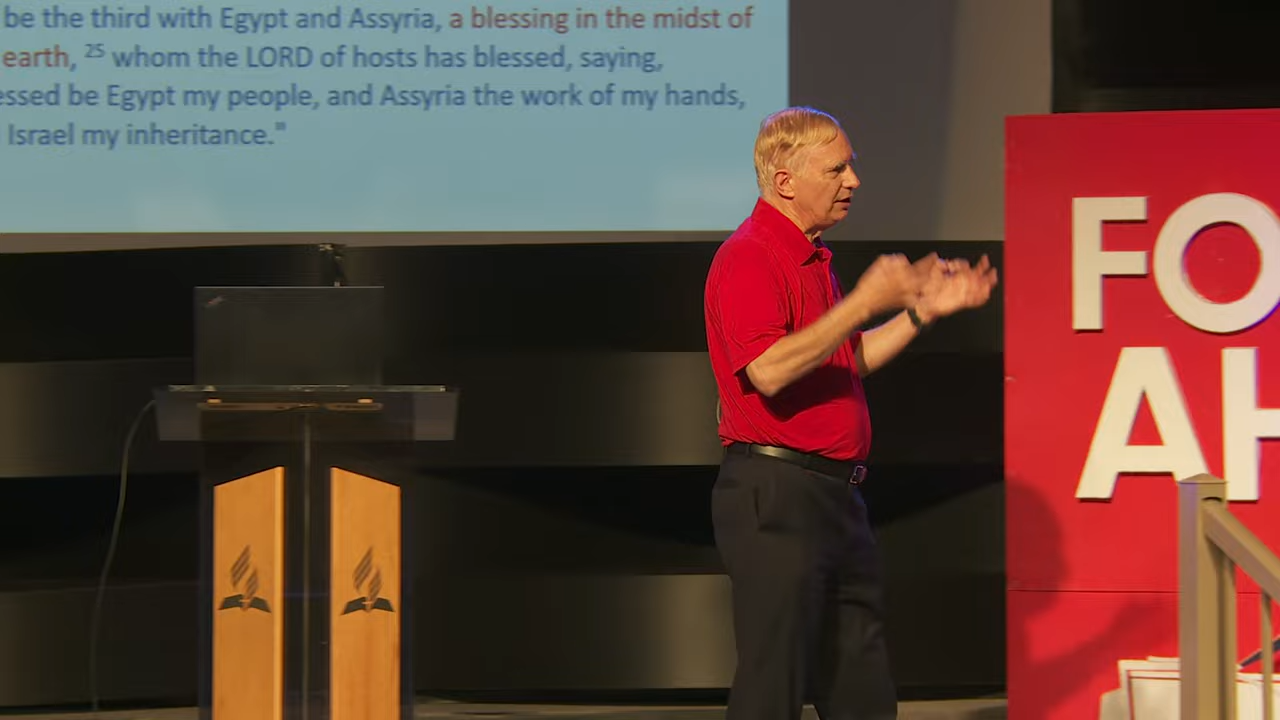 be the third with Egypt and Assyria, a blessing in the midst of
earth, 25 whom the LORD of hosts has blessed, saying,
essed be Egypt my people, and Assyria the work of my hands,
Israel my inheritance."
FO
AH